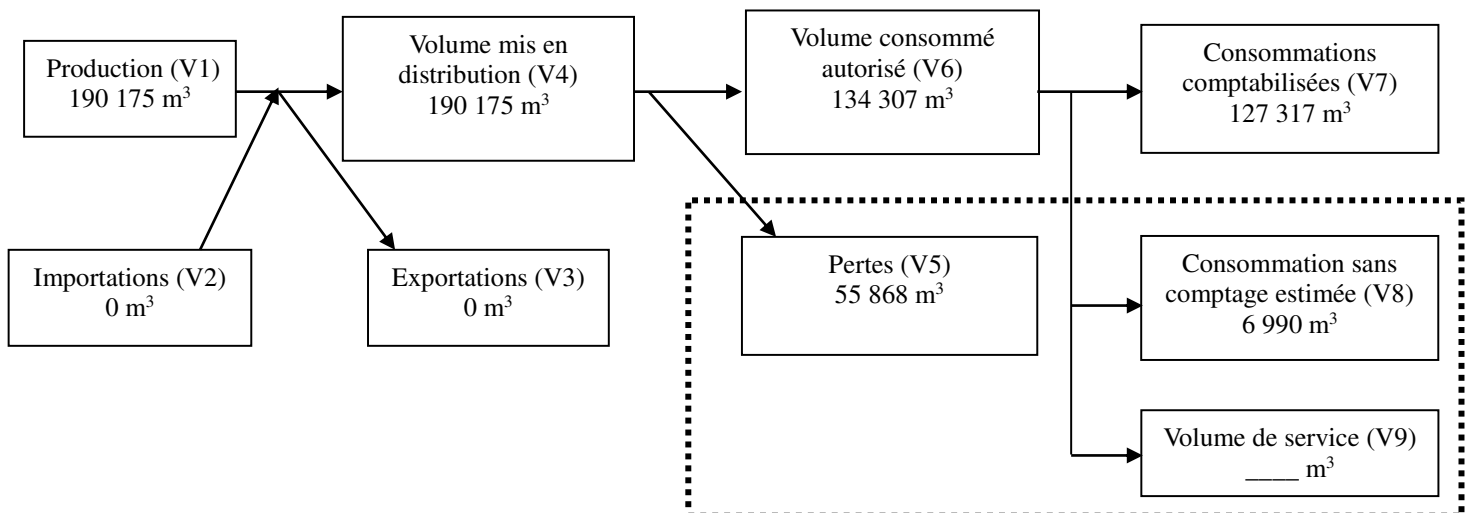 Production (V1)
190 175 m³
Volume mis en
distribution (V4)
190 175 m³
Volume consommé
autorisé (V6)
134 307 m³
Consommations
comptabilisées (V7)
127 317 m³
Importations (V2)
0 m³
Exportations (V3)
0 m³
Pertes (V5)
55 868 m³
Consommation sans
comptage estimée (V8)
6 990 m³
Volume de service (V9)
____ m³